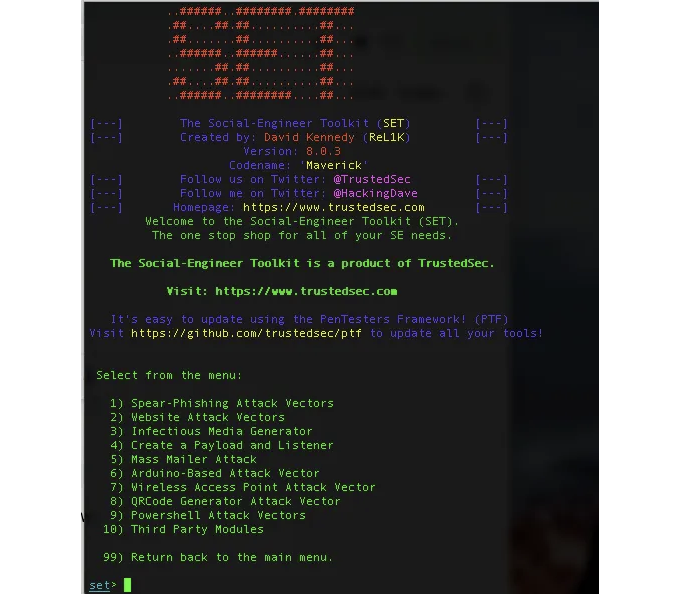 ..######..########.########
.##....##.##..........##...
.##.......##..........##...
..######..######......##...
.......##.##..........##...
.##....##.##..........##...
..######..########....##...
[---]        The Social-Engineer Toolkit (SET)         [---]
[---]        Created by: David Kennedy (ReL1K)         [---]
Version: 8.0.3
Codename: 'Maverick'
[---]        Follow us on Twitter: @TrustedSec         [---]
[---]        Follow me on Twitter: @HackingDave        [---]
[---]       Homepage: https://www.trustedsec.com       [---]
Welcome to the Social-Engineer Toolkit (SET).
The one stop shop for all of your SE needs.
The Social-Engineer Toolkit is a product of TrustedSec.
Visit: https://www.trustedsec.com
It's easy to update using the PenTesters Framework! (PTF)
Visit https://github.com/trustedsec/ptf to update all your tools!
Select from the menu:
1) Spear-Phishing Attack Vectors
2) Website Attack Vectors
3) Infectious Media Generator
4) Create a Payload and Listener
5) Mass Mailer Attack
6) Arduino-Based Attack Vector
7) Wireless Access Point Attack Vector
8) QRCode Generator Attack Vector
9) Powershell Attack Vectors
10) Third Party Modules
99) Return back to the main menu.
set>